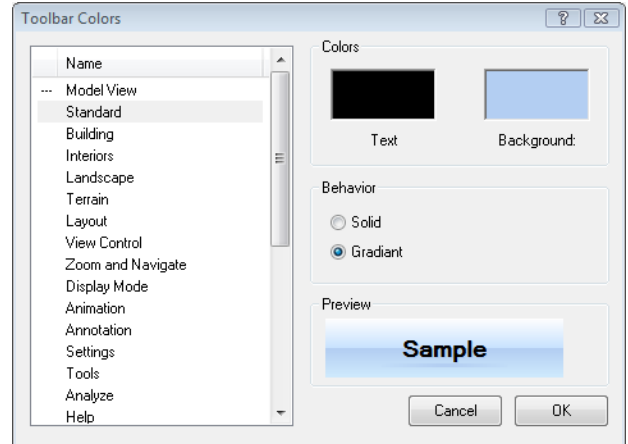 Toolbar Colors
Name
--- Model View
Standard
Building
Interiors
Landscape
Terrain
Layout
View Control
Zoom and Navigate
Display Mode
Animation
Annotation
Settings
Tools
Analyze
Help
Colors
Text Background:
Behavior
Solid
Gradiant
Preview
Sample
Cancel OK